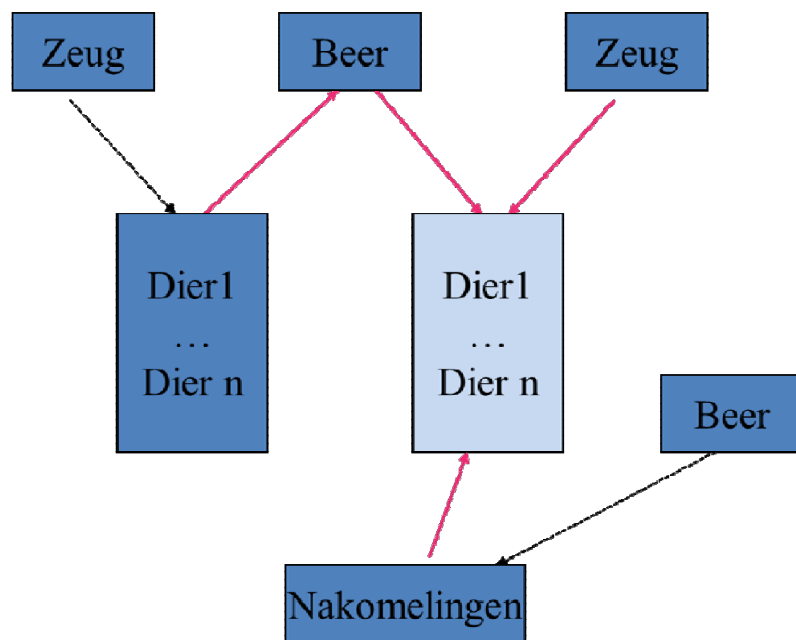 Zeug
Beer
Zeug
Dier1
…
Dier n
Dier1
…
Dier n
Beer
Nakomelingen